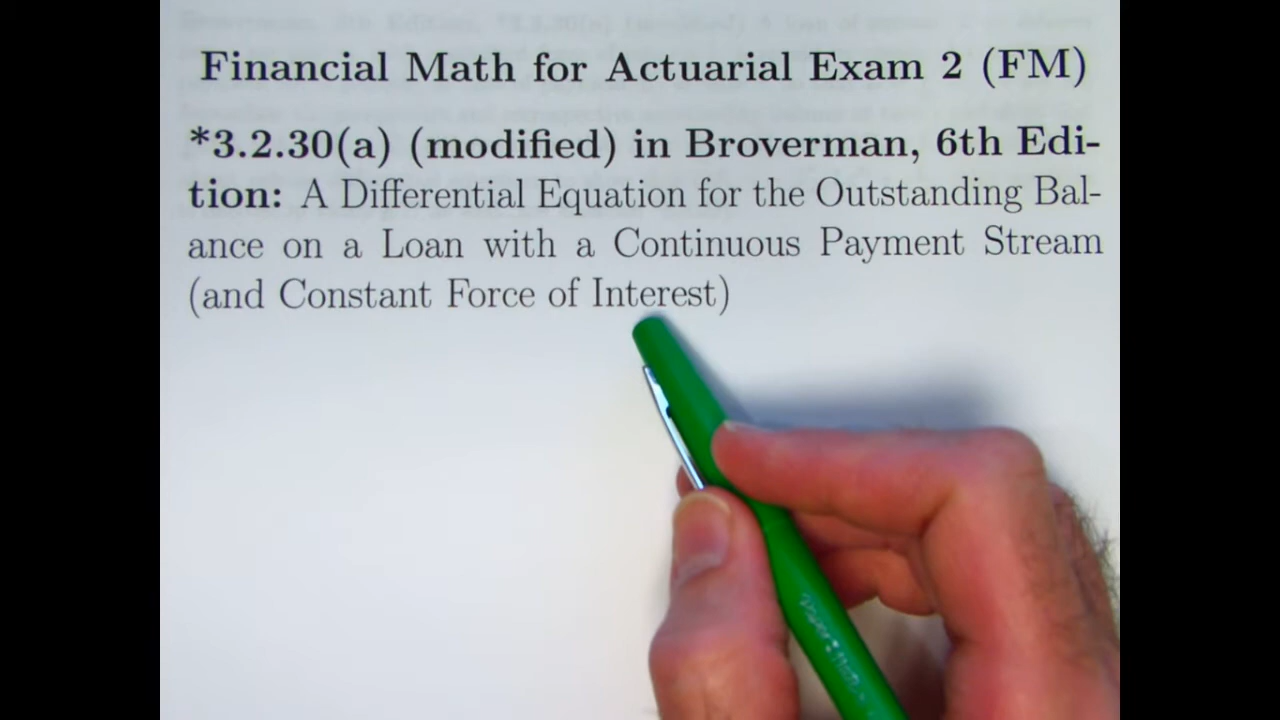 Financial Math for Actuarial Exam 2 (FM)
*3.2.30(a) (modified) in Broverman, 6th Edi-
tion: A Differential Equation for the Outstanding Bal-
ance on a Loan with a Continuous Payment Stream
(and Constant Force of Interest)